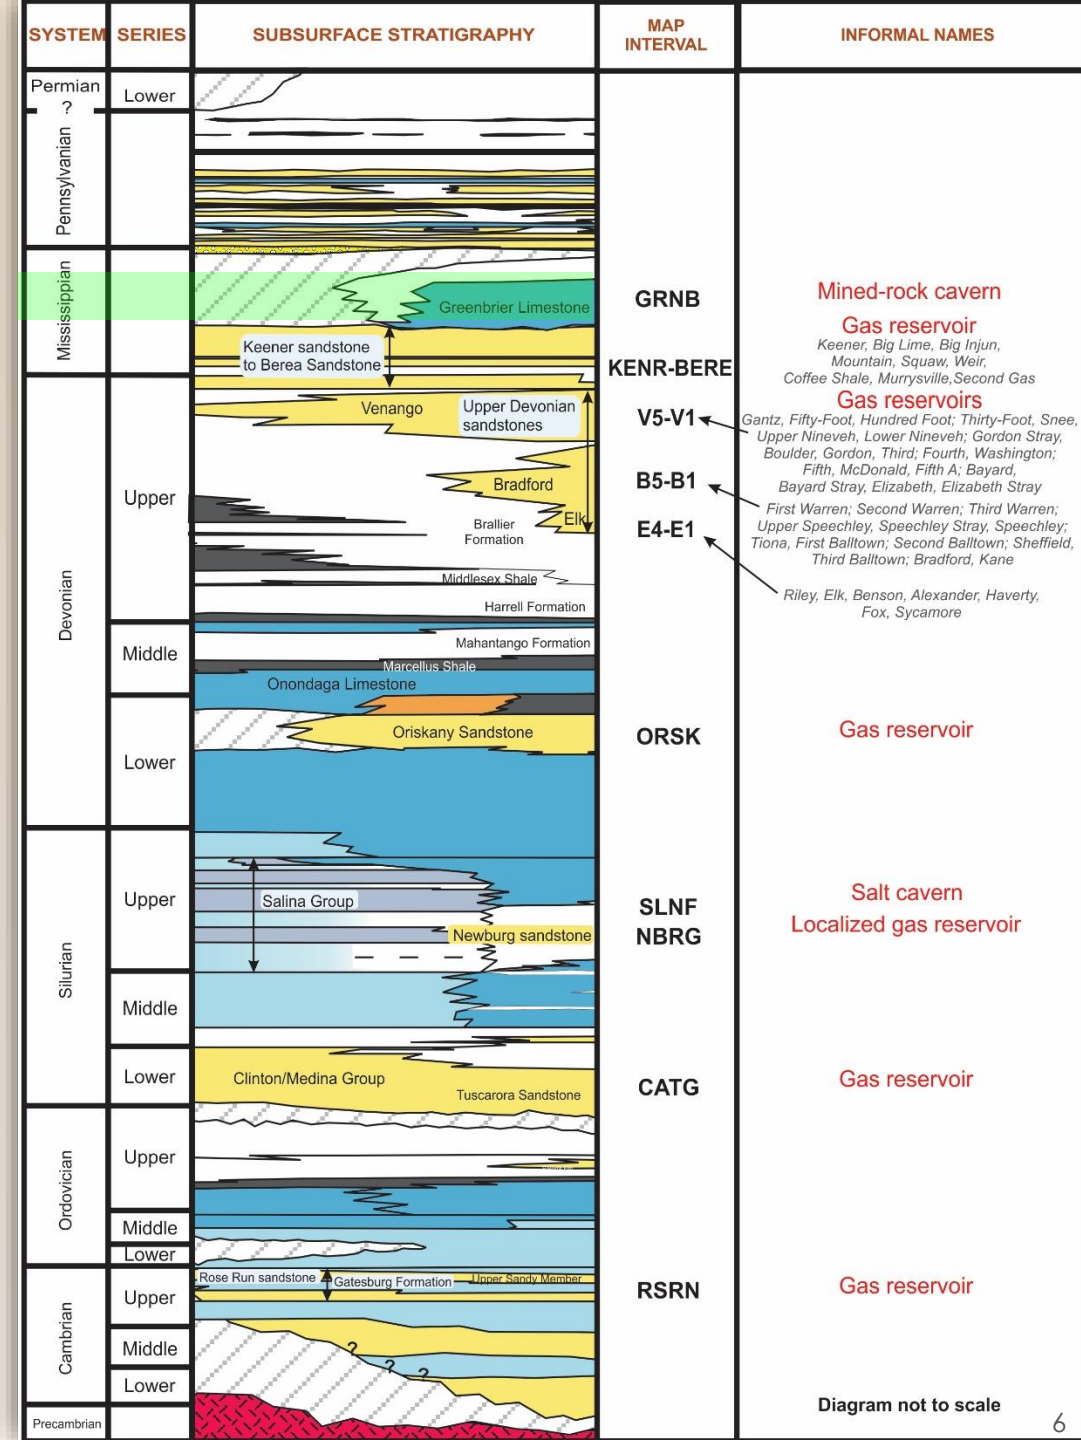 SYSTEM
SERIES
SUBSURFACE STRATIGRAPHY
MAP
INTERVAL
INFORMAL NAMES
Permian
?
Lower
Pennsylvanian
Mississippian
Greenbrier Limestone
GRNB
Mined-rock cavern
Keener sandstone
to Berea Sandstone
KENR-BERE
Gas reservoir
Keener, Big Lime, Big Injun,
Mountain, Squaw, Weir,
Coffee Shale, Murrysville,Second Gas
Devonian
Upper
Venango
Upper Devonian
sandstones
V5-V1
Gas reservoirs
Gantz, Fifty-Foot, Hundred Foot; Thirty-Foot, Snee,
Upper Nineveh, Lower Nineveh; Gordon Stray,
Boulder, Gordon, Third; Fourth, Washington;
Fifth, McDonald, Fifth A; Bayard,
Bayard Stray, Elizabeth, Elizabeth Stray
Bradford
B5-B1
First Warren; Second Warren; Third Warren;
Upper Speechley, Speechley Stray, Speechley;
Tiona, First Balltown; Second Balltown; Sheffield,
Third Balltown; Bradford, Kane
Elk
Brallier
Formation
E4-E1
Riley, Elk, Benson, Alexander, Haverty,
Fox, Sycamore
Middlesex Shale
Harrell Formation
Middle
Mahantango Formation
Marcellus Shale
Onondaga Limestone
Lower
Oriskany Sandstone
ORSK
Gas reservoir
Silurian
Upper
Salina Group
SLNF
Salt cavern
Newburg sandstone
NBRG
Localized gas reservoir
Middle
Lower
Clinton/Medina Group
Tuscarora Sandstone
CATG
Gas reservoir
Ordovician
Upper
Middle
Lower
Cambrian
Upper
Rose Run sandstone
Gatesburg Formation
Upper Sandy Member
RSRN
Gas reservoir
Middle
?
?
?
Lower
Precambrian
Diagram not to scale
6